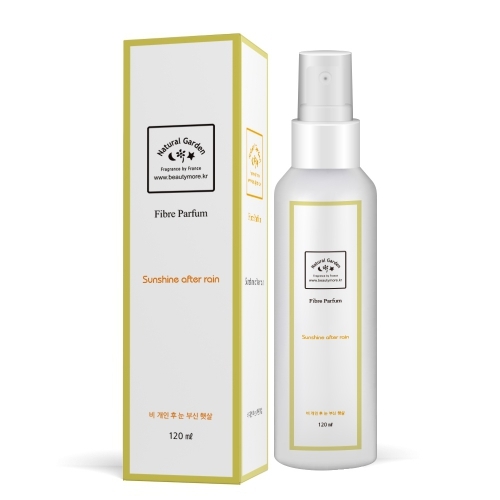 Natural Garden
Fragrance by France
www.beautymore.kr
Fibre Parfum
Sunshine after rain
비 개인 후 눈 부신 햇살
120 ㎖
Natural Garden
Fragrance by France
www.beautymore.kr
Fibre Parfum
Sunshine after rain
비 개인 후 눈 부신 햇살
120 ㎖